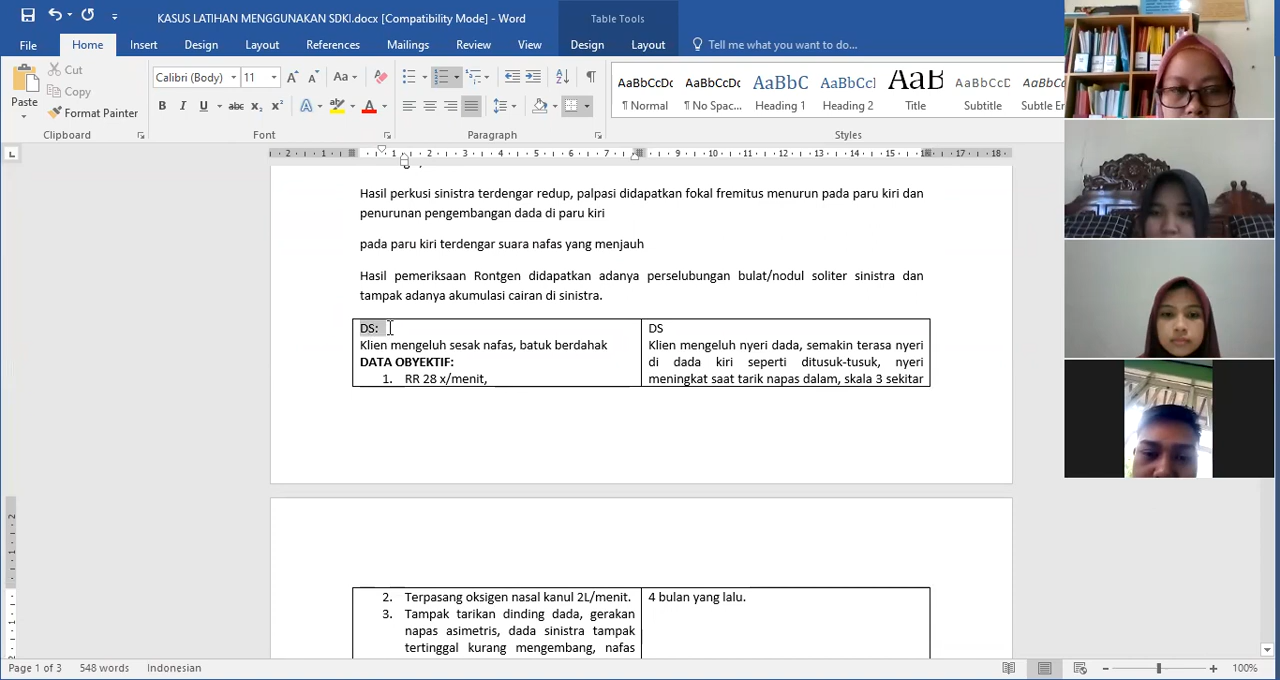 KASUS LATIHAN MENGGUNAKAN SDKI.docx [Compatibility Mode] - Word
Table Tools
File
Home
Insert
Design
Layout
References
Mailings
Review
View
Design
Layout
Tell me what you want to do...
Paste
Cut
Copy
Format Painter
Clipboard
Calibri (Body)
11
Font
Paragraph
AaBbCcDc
¶ Normal
AaBbCcDc
¶ No Spac...
AaBbC
Heading 1
AaBbCcl
Heading 2
AaB
Title
AaBbCcD
Subtitle
AaBbCcDa
Subtle Em
Styles
Hasil perkusi sinistra terdengar redup, palpasi didapatkan fokal fremitus menurun pada paru kiri dan
penurunan pengembangan dada di paru kiri
pada paru kiri terdengar suara nafas yang menjauh
Hasil pemeriksaan Rontgen didapatkan adanya perselubungan bulat/nodul soliter sinistra dan
tampak adanya akumulasi cairan di sinistra.
DS:
Klien mengeluh sesak nafas, batuk berdahak
DATA OBYEKTIF:
1. RR 28 x/menit,
DS
Klien mengeluh nyeri dada, semakin terasa nyeri
di dada kiri seperti ditusuk-tusuk, nyeri
meningkat saat tarik napas dalam, skala 3 sekitar
2. Terpasang oksigen nasal kanul 2L/menit.
3. Tampak tarikan dinding dada, gerakan
napas asimetris, dada sinistra tampak
tertinggal kurang mengembang, nafas
4 bulan yang lalu.
Page 1 of 3
548 words
Indonesian
100%